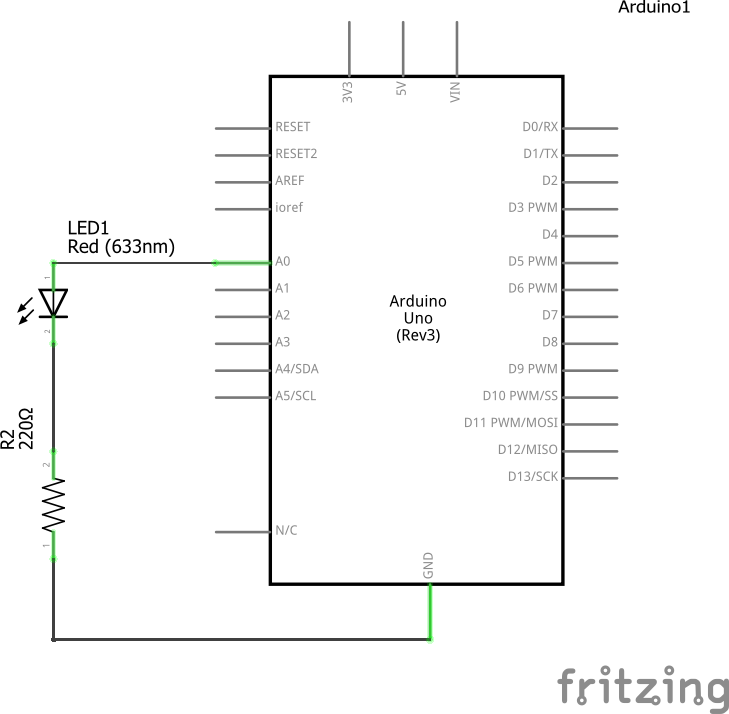 Arduino1
3V3
5V
VIN
RESET
RESET2
AREF
ioref
A0
A1
A2
A3
A4/SDA
A5/SCL
N/C
D0/RX
D1/TX
D2
D3 PWM
D4
D5 PWM
D6 PWM
D7
D8
D9 PWM
D10 PWM/SS
D11 PWM/MOSI
D12/MISO
D13/SCK
GND
Arduino
Uno
(Rev3)
LED1
Red (633nm)
1
2
R2
220Ω
2
1
fritzing